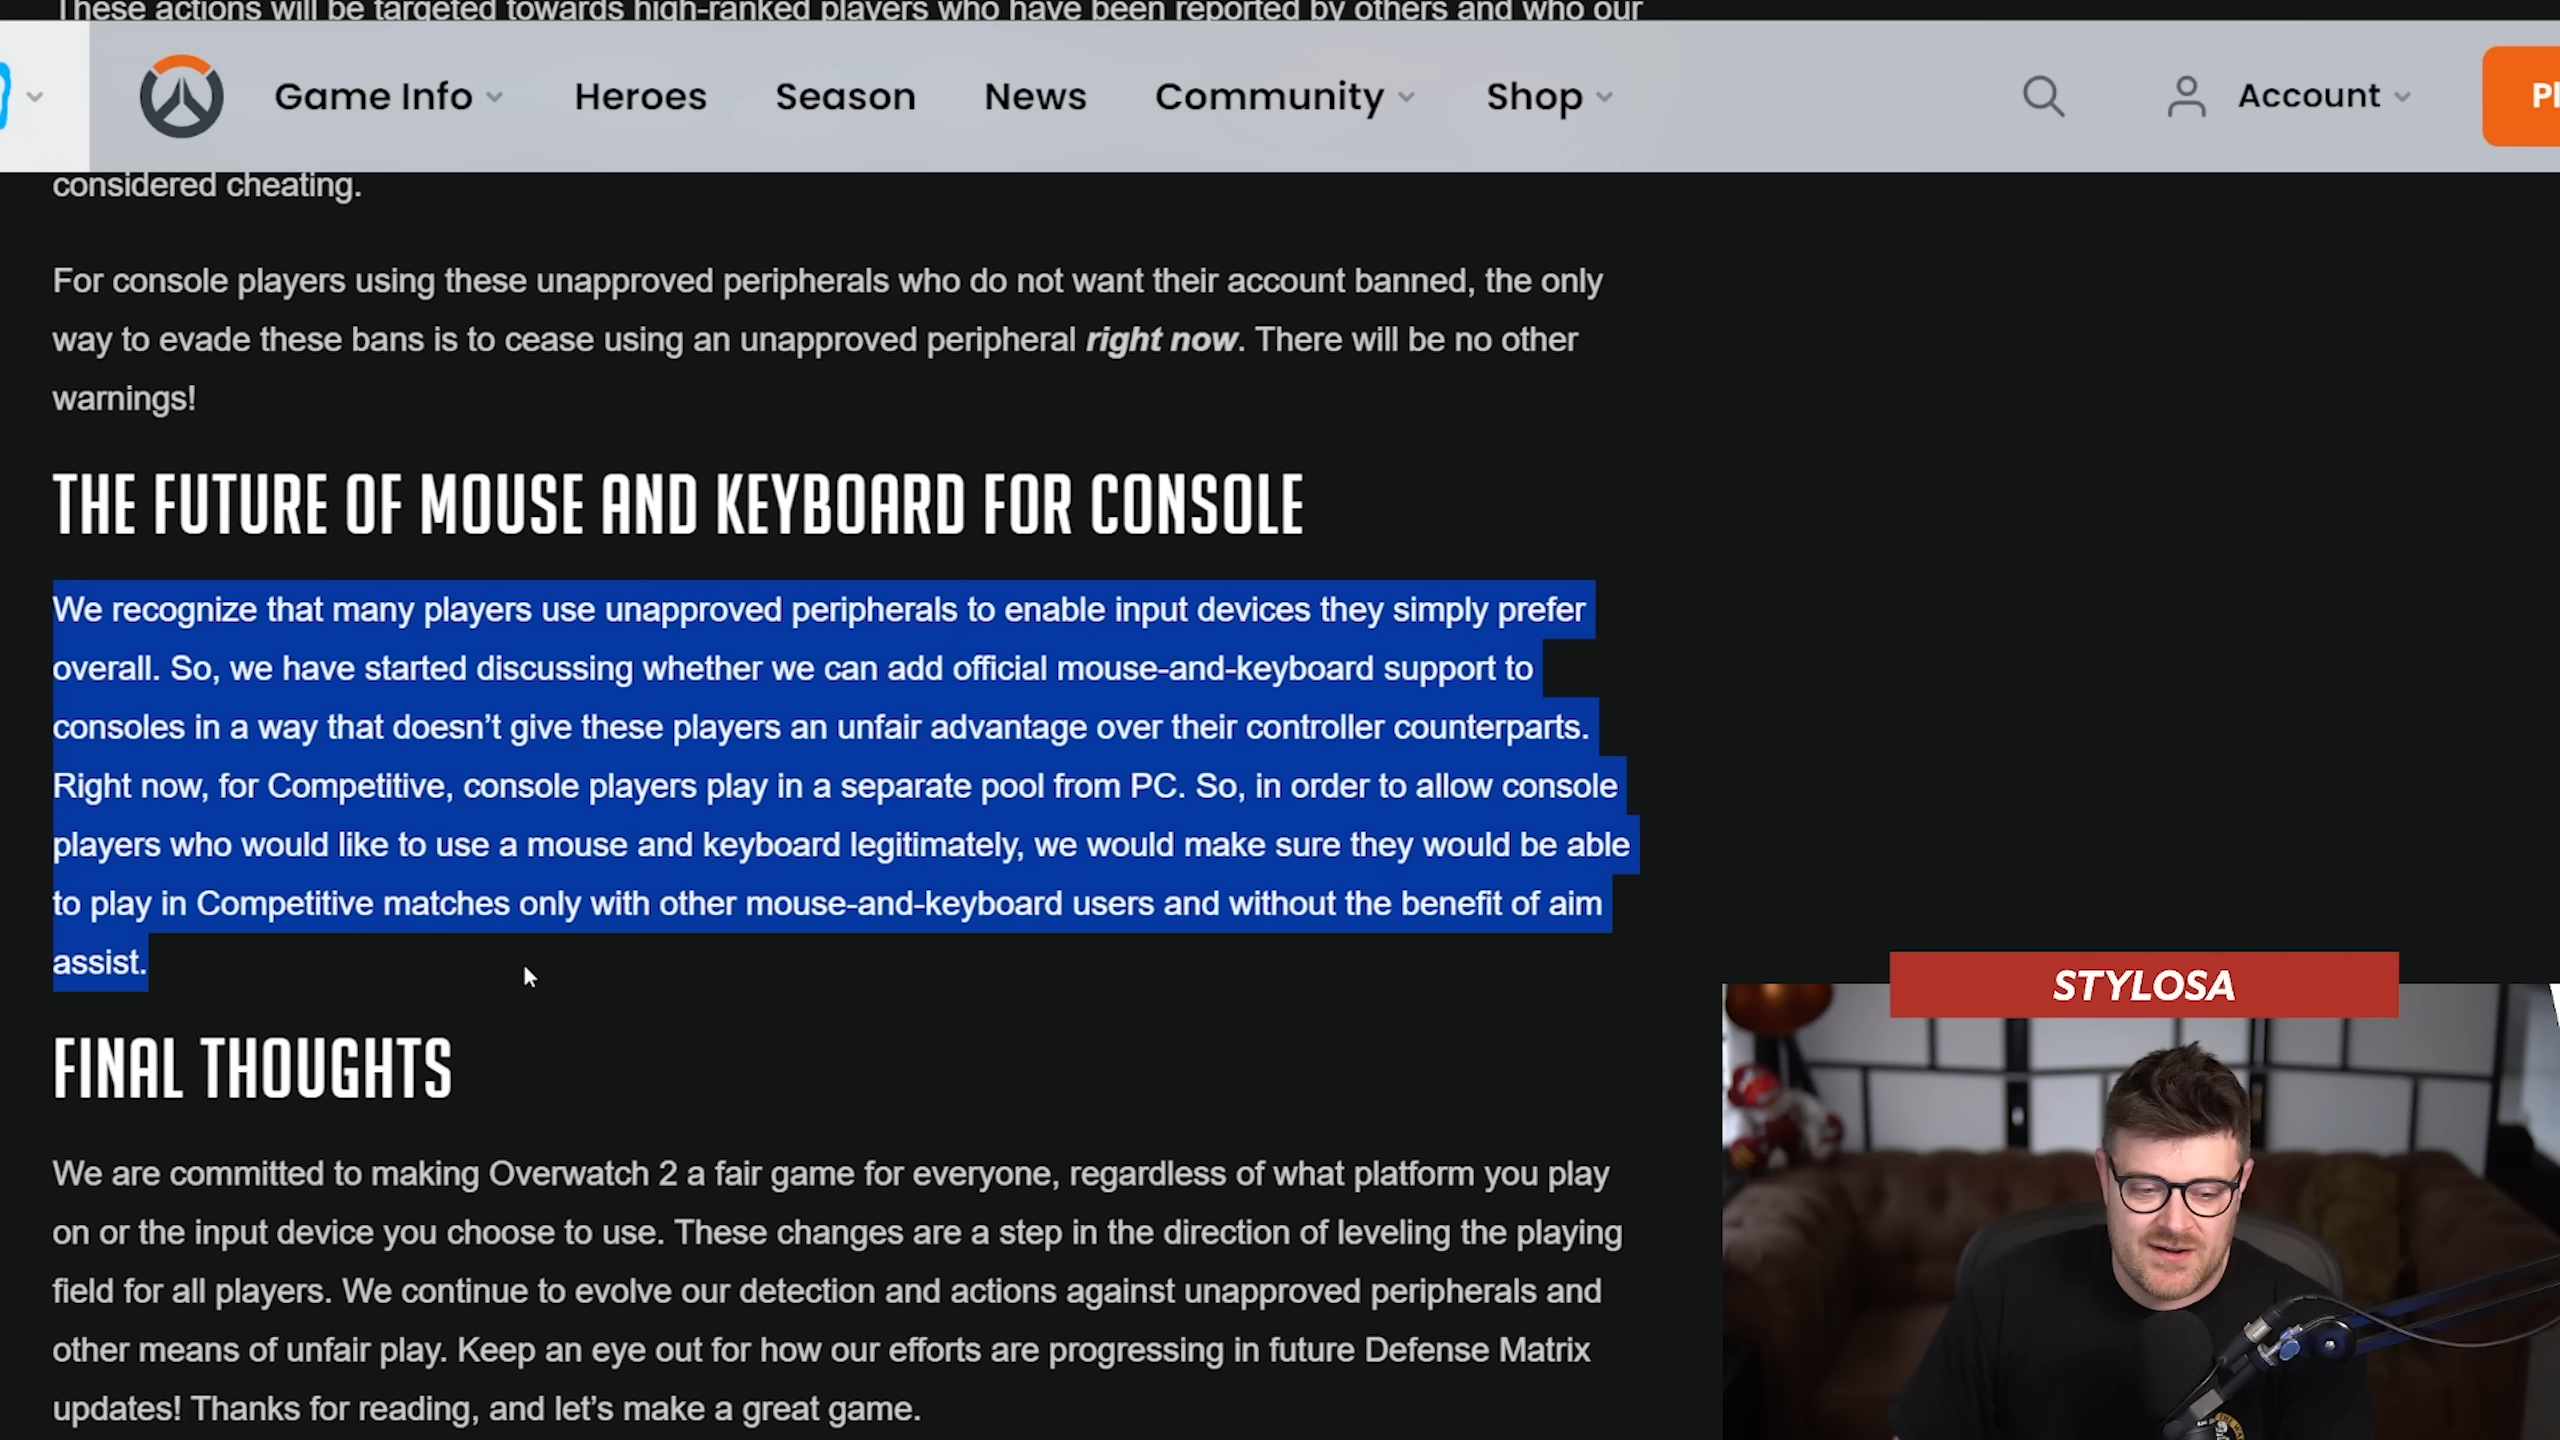 These actions will be targeted towards high-ranked players who have been reported by others and who our
Game Info Heroes Season News Community Shop Account Pl
considered cheating.
For console players using these unapproved peripherals who do not want their account banned, the only
way to evade these bans is to cease using an unapproved peripheral right now. There will be no other
warnings!
THE FUTURE OF MOUSE AND KEYBOARD FOR CONSOLE
We recognize that many players use unapproved peripherals to enable input devices they simply prefer
overall. So, we have started discussing whether we can add official mouse-and-keyboard support to
consoles in a way that doesn’t give these players an unfair advantage over their controller counterparts.
Right now, for Competitive, console players play in a separate pool from PC. So, in order to allow console
players who would like to use a mouse and keyboard legitimately, we would make sure they would be able
to play in Competitive matches only with other mouse-and-keyboard users and without the benefit of aim
assist.
STYLOSA
FINAL THOUGHTS
We are committed to making Overwatch 2 a fair game for everyone, regardless of what platform you play
on or the input device you choose to use. These changes are a step in the direction of leveling the playing
field for all players. We continue to evolve our detection and actions against unapproved peripherals and
other means of unfair play. Keep an eye out for how our efforts are progressing in future Defense Matrix
updates! Thanks for reading, and let’s make a great game.